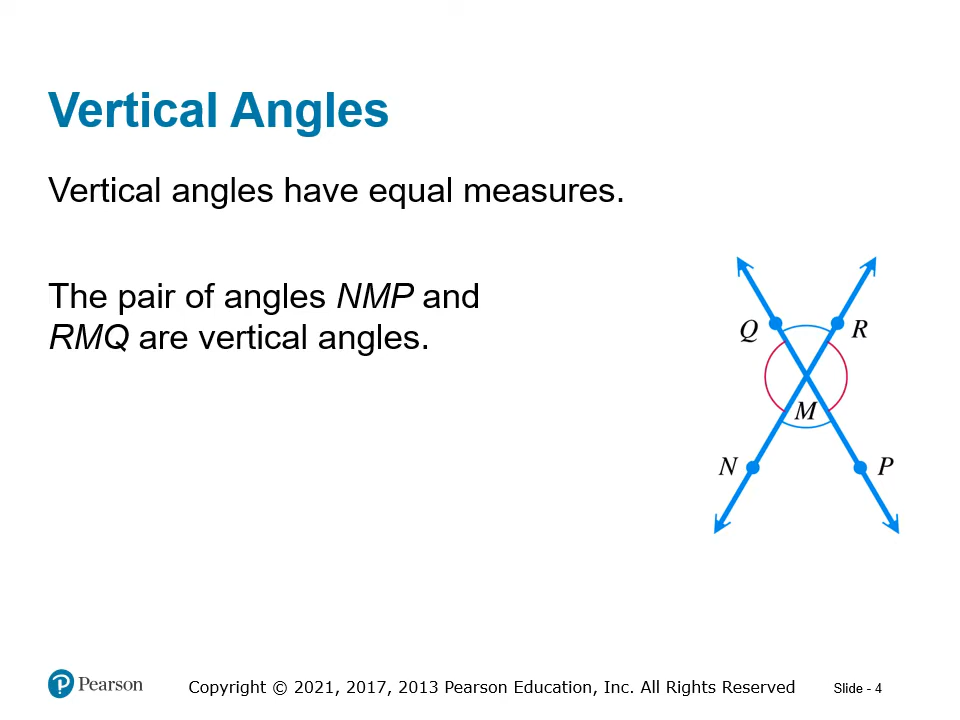 Vertical Angles
Vertical angles have equal measures.
The pair of angles NMP and
RMQ are vertical angles.
Q
R
M
N
P
Pearson
Copyright © 2021, 2017, 2013 Pearson Education, Inc. All Rights Reserved
Slide - 4